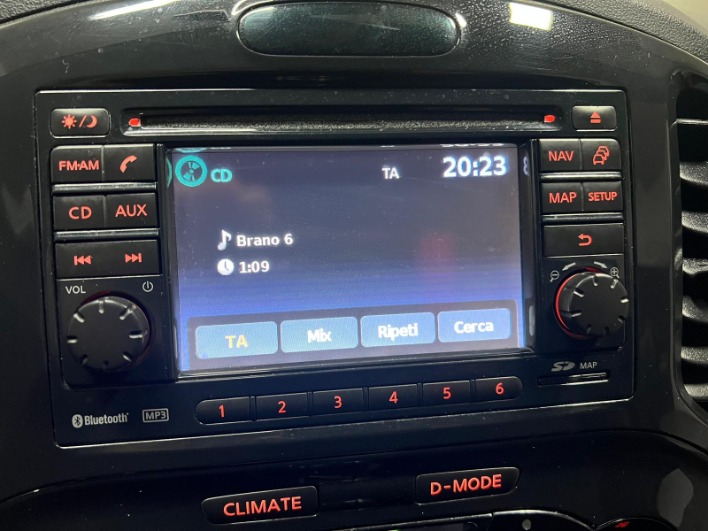 FM·AM
NAV
CD TA 20:23
CD AUX
MAP SETUP
Brano 6
1:09
VOL
TA Mix Ripeti Cerca
SD MAP
Bluetooth MP3
1 2 3 4 5 6
CLIMATE D-MODE